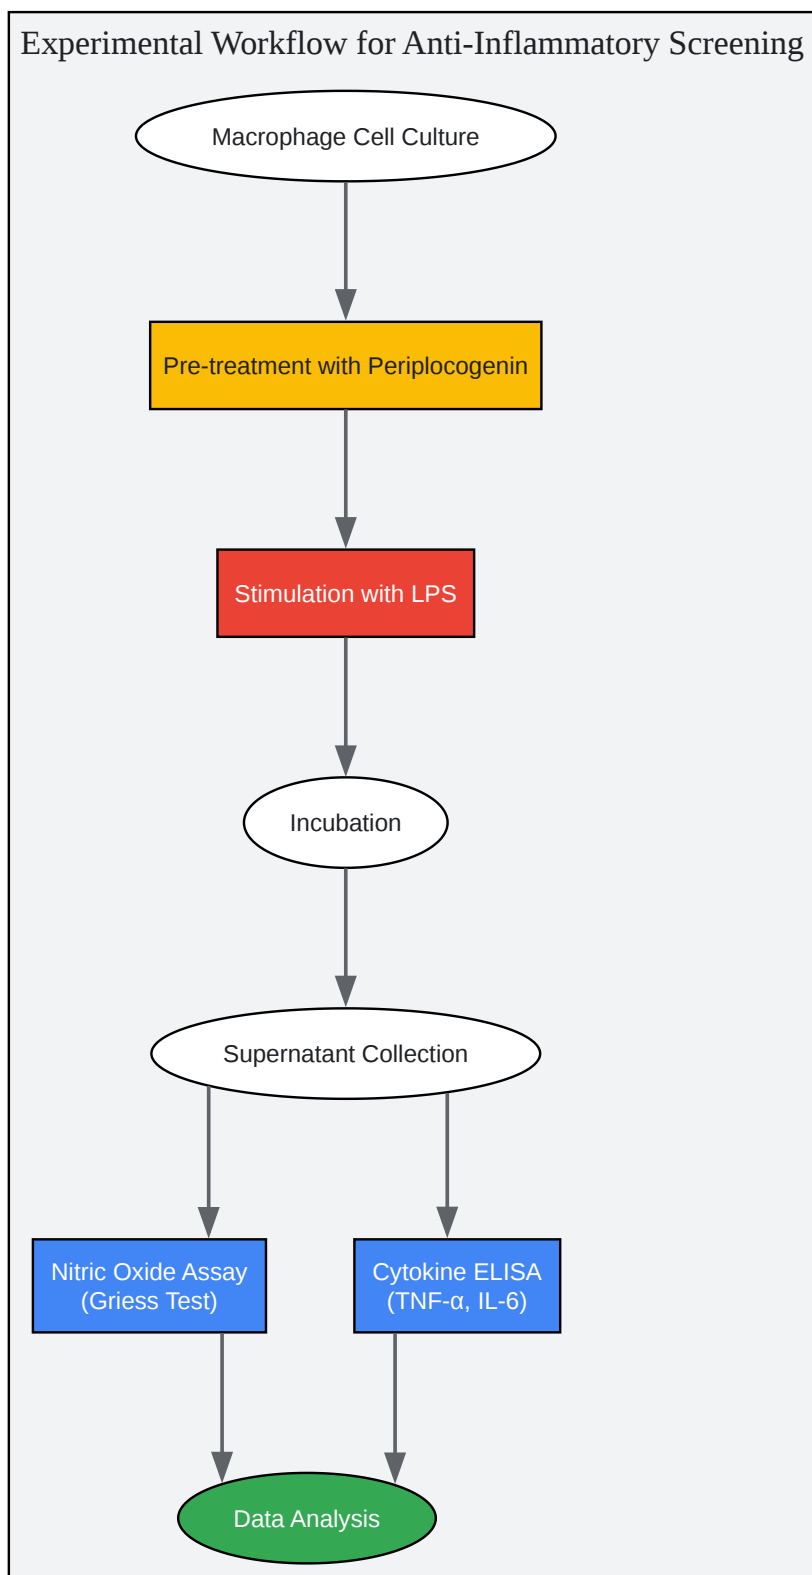 Experimental Workflow for Anti-Inflammatory Screening
Macrophage Cell Culture
Pre-treatment with Periplocogenin
Stimulation with LPS
Incubation
Supernatant Collection
Nitric Oxide Assay
(Griess Test)
Cytokine ELISA
(TNF-α, IL-6)
Data Analysis